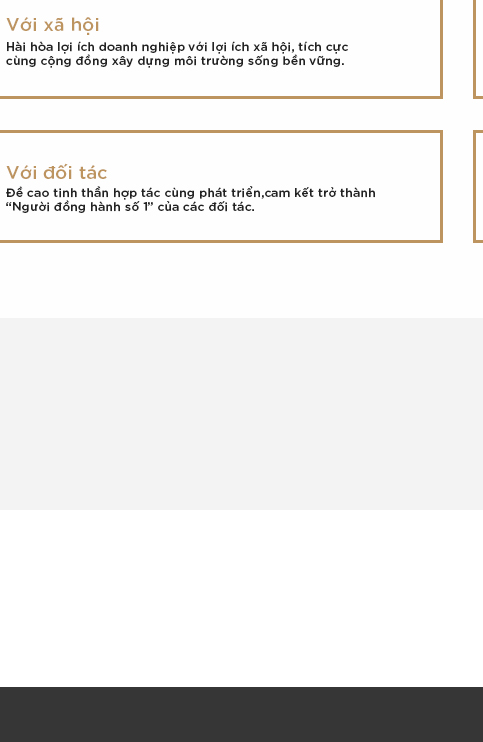 Với xã hội
Hài hòa lợi ích doanh nghiệp với lợi ích xã hội, tích cực
cùng cộng đồng xây dựng môi trường sống bền vững.
Với đối tác
Đề cao tinh thần hợp tác cùng phát triển,cam kết trở thành
“Người đồng hành số 1” của các đối tác.